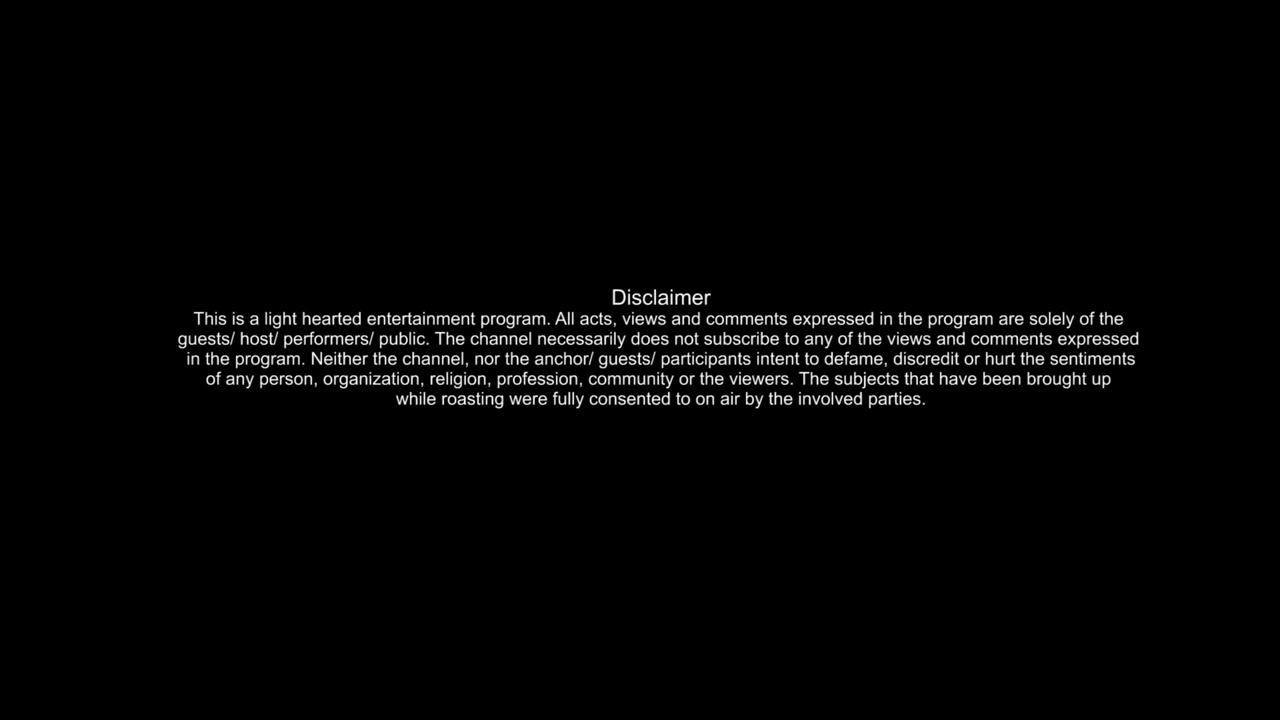 Disclaimer
This is a light hearted entertainment program. All acts, views and comments expressed in the program are solely of the
guests/ host/ performers/ public. The channel necessarily does not subscribe to any of the views and comments expressed
in the program. Neither the channel, nor the anchor/ guests/ participants intent to defame, discredit or hurt the sentiments
of any person, organization, religion, profession, community or the viewers. The subjects that have been brought up
while roasting were fully consented to on air by the involved parties.